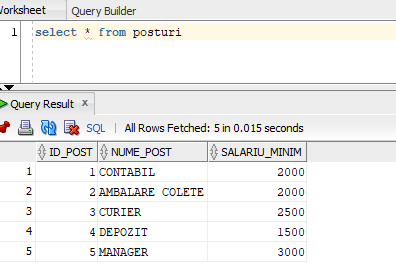 Worksheet Query Builder
1 select * from posturi
Query Result x
SQL | All Rows Fetched: 5 in 0.015 seconds
ID_POST NUME_POST SALARIU_MINIM
1 1 CONTABIL 2000
2 2 AMBALARE COLETE 2000
3 3 CURIER 2500
4 4 DEPOZIT 1500
5 5 MANAGER 3000